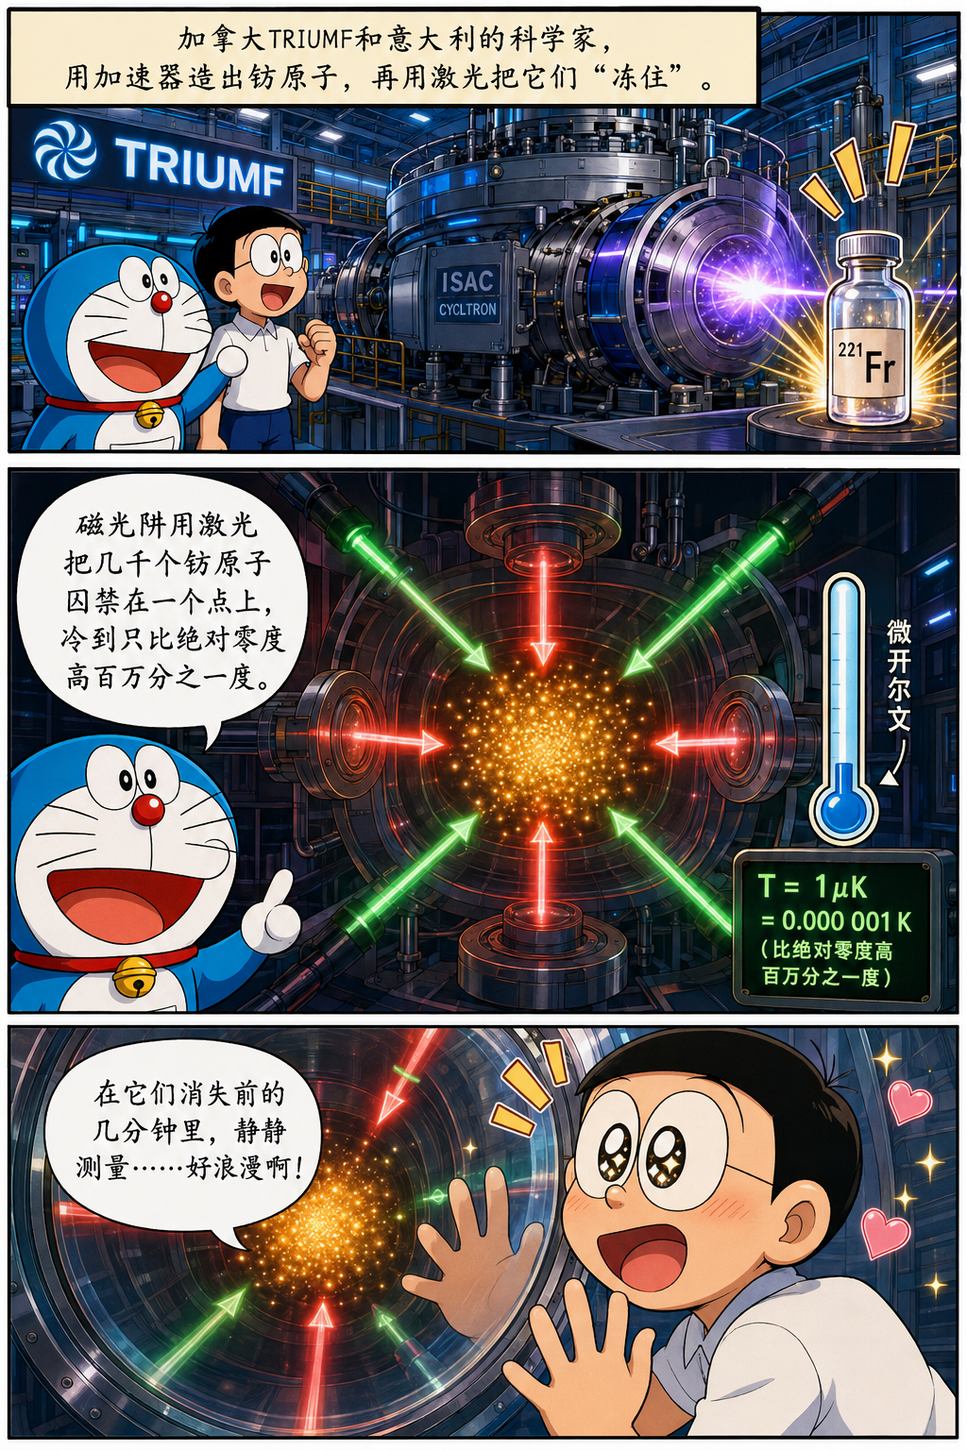 加拿大TRIUMF和意大利的科学家，
用加速器造出钫原子，再用激光把它们“冻住”。
TRIUMF
ISAC
CYCLTRON
221Fr
磁光阱用激光
把几千个钫原子
囚禁在一个点上，
冷到只比绝对零度
高百万分之一度。
微开尔文
T = 1μK
= 0.000 001 K
（比绝对零度高
百万分之一度）
在它们消失前的
几分钟里，静静
测量……好浪漫啊！